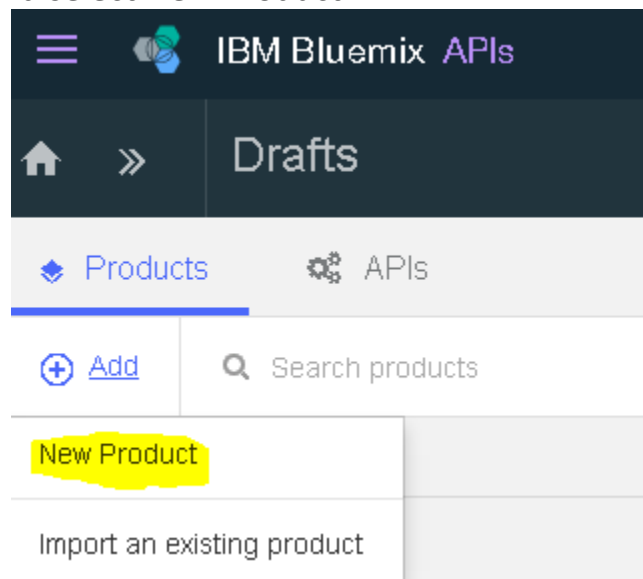 IBM Bluemix APIs
Drafts
Products APIs
Add Search products
New Product
Import an existing product